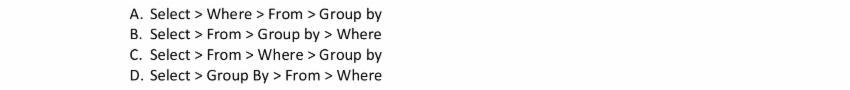 A. Select > Where > From > Group by
B. Select > From > Group by > Where
C. Select > From > Where > Group by
D. Select > Group By > From > Where